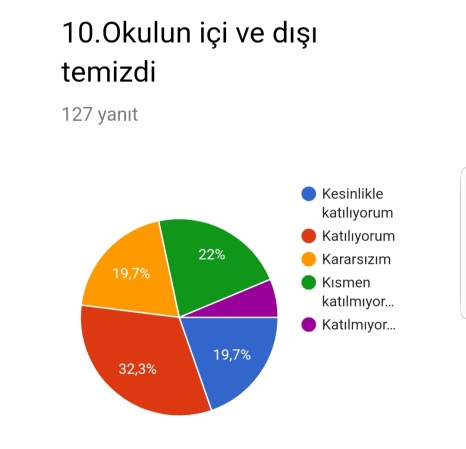 10.Okulun içi ve dışı
temizdi
127 yanıt
Kesinlikle
katılıyorum
Katılıyorum
Kararsızım
Kısmen
katılmıyor...
Katılmıyor...
22%
19,7%
32,3%
19,7%